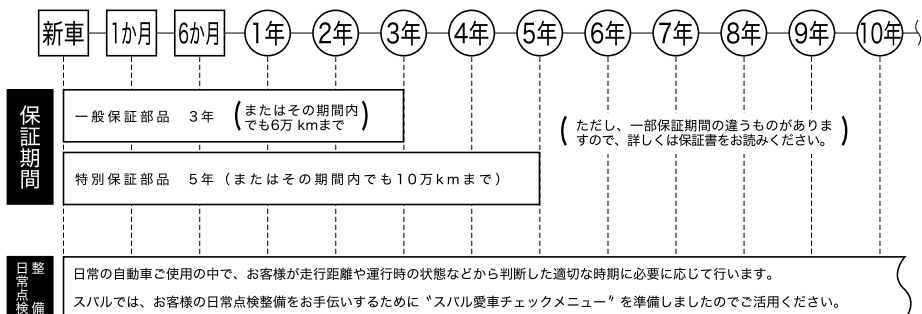 新車 1か月 6か月 1年 2年 3年 4年 5年 6年 7年 8年 9年 10年
保証期間
一般保証部品 3年 (またはその期間内
でも6万kmまで)
(ただし、一部保証期間の違うものがありま
すので、詳しくは保証書をお読みください。)
特別保証部品 5年(またはその期間内でも10万kmまで)
日常点検
整備
日常の自動車ご使用の中で、お客様が走行距離や運行時の状態などから判断した適切な時期に必要に応じて行います。
スバルでは、お客様の日常点検整備をお手伝いするために〝スバル愛車チェックメニュー〟を準備しましたのでご活用ください。